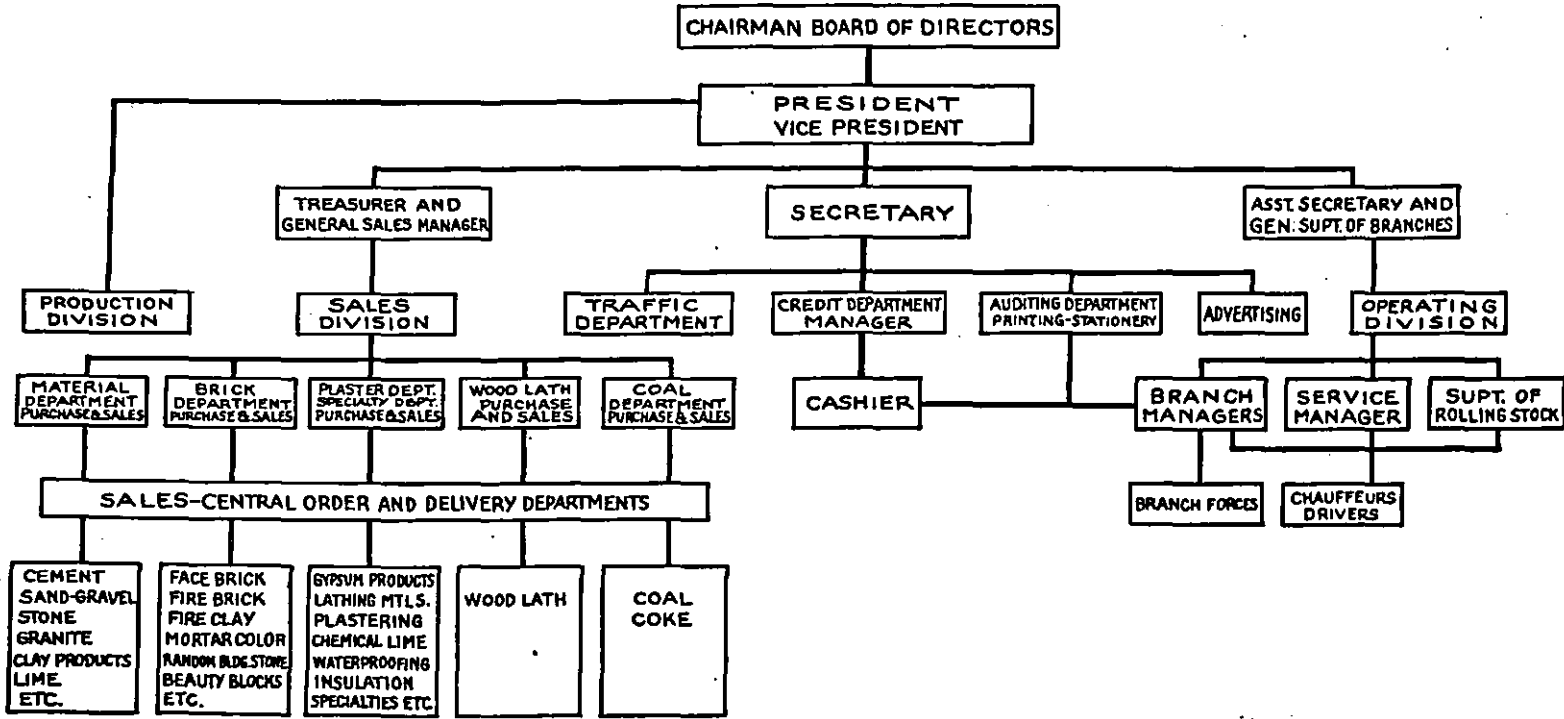 CHAIRMAN BOARD OF DIRECTORS
PRESIDENT
VICE PRESIDENT
TREASURER AND
GENERAL SALES MANAGER
SECRETARY
ASST. SECRETARY AND
GEN. SUPT. OF BRANCHES
PRODUCTION
DIVISION
SALES
DIVISION
TRAFFIC
DEPARTMENT
CREDIT DEPARTMENT
MANAGER
AUDITING DEPARTMENT
PRINTING-STATIONERY
ADVERTISING
OPERATING
DIVISION
MATERIAL
DEPARTMENT
PURCHASE & SALES
BRICK
DEPARTMENT
PURCHASE & SALES
PLASTER DEPT.
SPECIALTY DEPT.
PURCHASE & SALES
WOOD LATH
PURCHASE
AND SALES
COAL
DEPARTMENT
PURCHASE & SALES
CASHIER
BRANCH
MANAGERS
SERVICE
MANAGER
SUPT. OF
ROLLING STOCK
SALES-CENTRAL ORDER AND DELIVERY DEPARTMENTS
BRANCH FORCES
CHAUFFEURS
DRIVERS
CEMENT
SAND-GRAVEL
STONE
GRANITE
CLAY PRODUCTS
LIME
ETC.
FACE BRICK
FIRE BRICK
FIRE CLAY
MORTAR COLOR
RANDOM BLDG. STONE
BEAUTY BLOCKS
ETC.
GYPSUM PRODUCTS
LATHING MTLS.
PLASTERING
CHEMICAL LIME
WATERPROOFING
INSULATION
SPECIALTIES ETC.
WOOD LATH
COAL
COKE